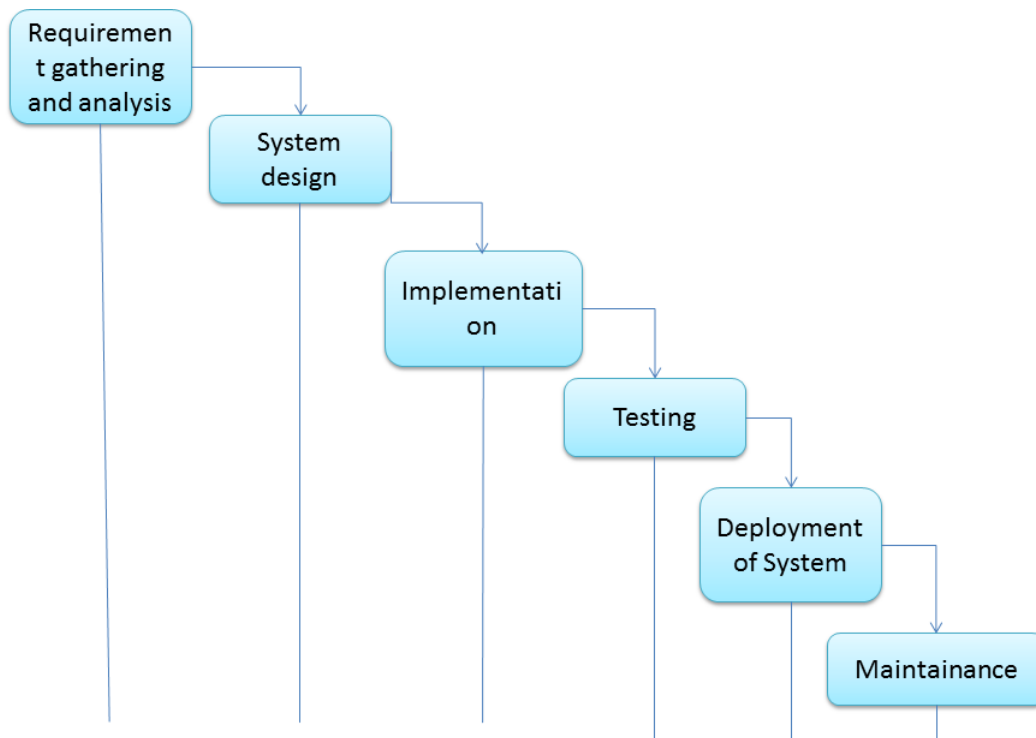 Requiremen
t gathering
and analysis
System
design
Implementati
on
Testing
Deployment
of System
Maintainance